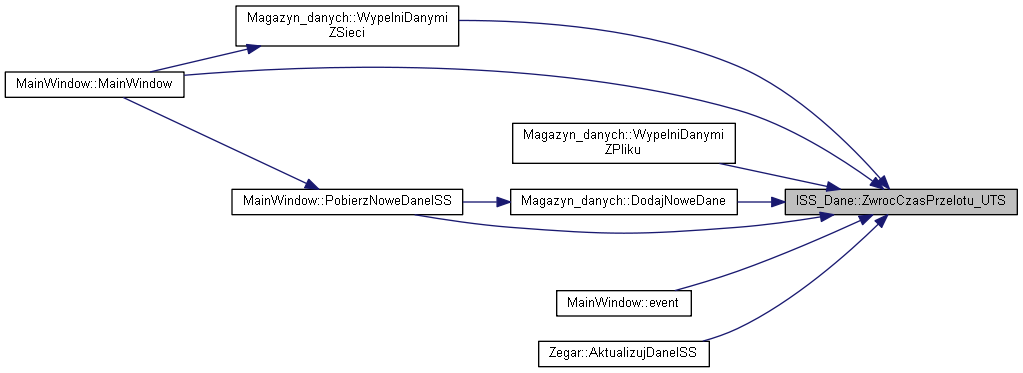 Magazyn_danych::WypelniDanymi
ZSieci
MainWindow::MainWindow
Magazyn_danych::WypelniDanymi
ZPliku
MainWindow::PobierzNoweDaneISS
Magazyn_danych::DodajNoweDane
ISS_Dane::ZwrocCzasPrzelotu_UTS
MainWindow::event
Zegar::AktualizujDaneISS